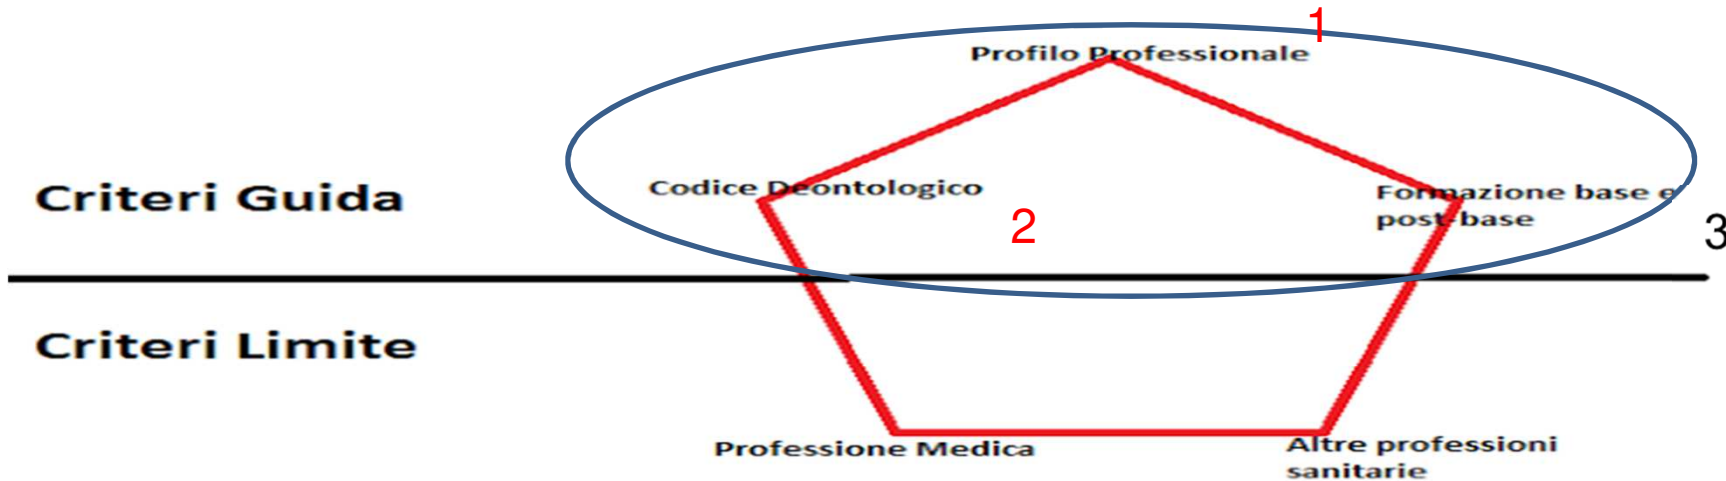 1
Profilo Professionale
Criteri Guida
Codice Deontologico
Formazione base e
post-base
2
3
Criteri Limite
Professione Medica
Altre professioni
sanitarie